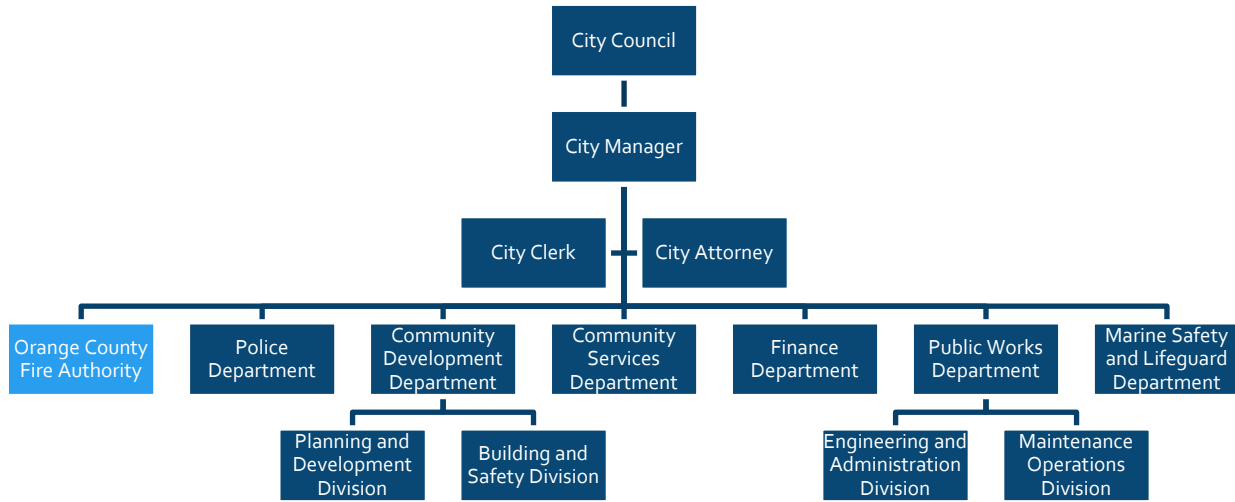 City Council
City Manager
City Clerk
City Attorney
Orange County
Fire Authority
Police
Department
Community
Development
Department
Community
Services
Department
Finance
Department
Public Works
Department
Marine Safety
and Lifeguard
Department
Planning and
Development
Division
Building and
Safety Division
Engineering and
Administration
Division
Maintenance
Operations
Division